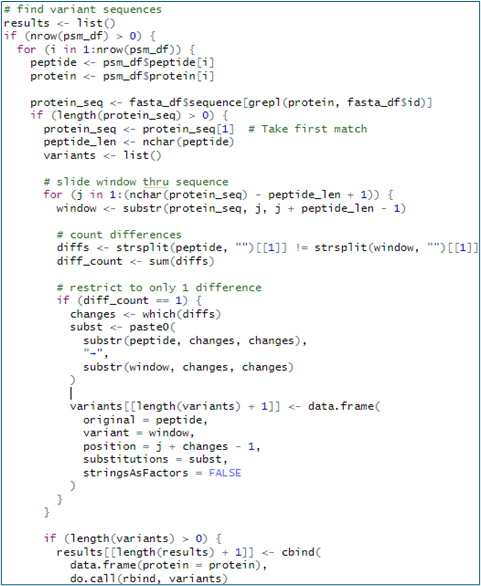 # find variant sequences
results <- list()
if (nrow(psm_df) > 0) {
  for (i in 1:nrow(psm_df)) {
    peptide <- psm_df$peptide[i]
    protein <- psm_df$protein[i]

    protein_seq <- fasta_df$sequence[grepl(protein, fasta_df$id)]
    if (length(protein_seq) > 0) {
      protein_seq <- protein_seq[1]  # Take first match
      peptide_len <- nchar(peptide)
      variants <- list()

      # slide window thru sequence
      for (j in 1:(nchar(protein_seq) - peptide_len + 1)) {
        window <- substr(protein_seq, j, j + peptide_len - 1)

        # count differences
        diffs <- strsplit(peptide, "")[[1]] != strsplit(window, "")[[1]]
        diff_count <- sum(diffs)

        # restrict to only 1 difference
        if (diff_count == 1) {
          changes <- which(diffs)
          subst <- paste0(
            substr(peptide, changes, changes),
            "→",
            substr(window, changes, changes)
          )

          variants[[length(variants) + 1]] <- data.frame(
            original = peptide,
            variant = window,
            position = j + changes - 1,
            substitutions = subst,
            stringsAsFactors = FALSE
          )
        }
      }

      if (length(variants) > 0) {
        results[[length(results) + 1]] <- cbind(
          data.frame(protein = protein),
          do.call(rbind, variants)